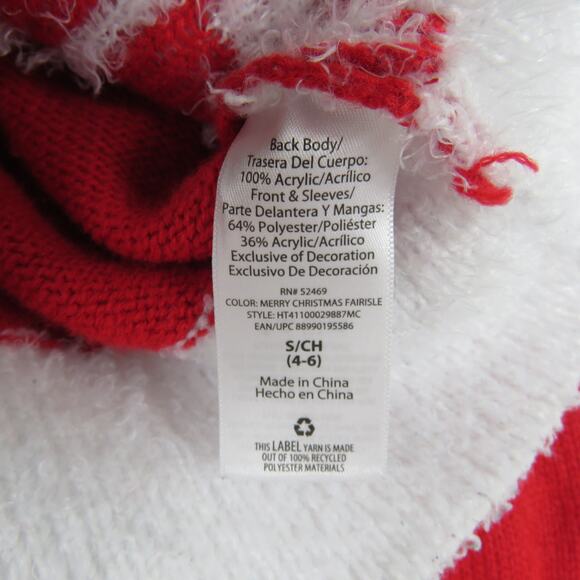 Back Body/
Trasera Del Cuerpo:
100% Acrylic/Acrílico
Front & Sleeves/
Parte Delantera Y Mangas:
64% Polyester/Poliéster
36% Acrylic/Acrílico
Exclusive of Decoration
Exclusivo De Decoración
RN# 52469
COLOR: MERRY CHRISTMAS FAIRISLE
STYLE: HT41100029887MC
EAN/UPC 88990195586
S/CH
(4-6)
Made in China
Hecho en China
THIS LABEL YARN IS MADE
OUT OF 100% RECYCLED
POLYESTER MATERIALS